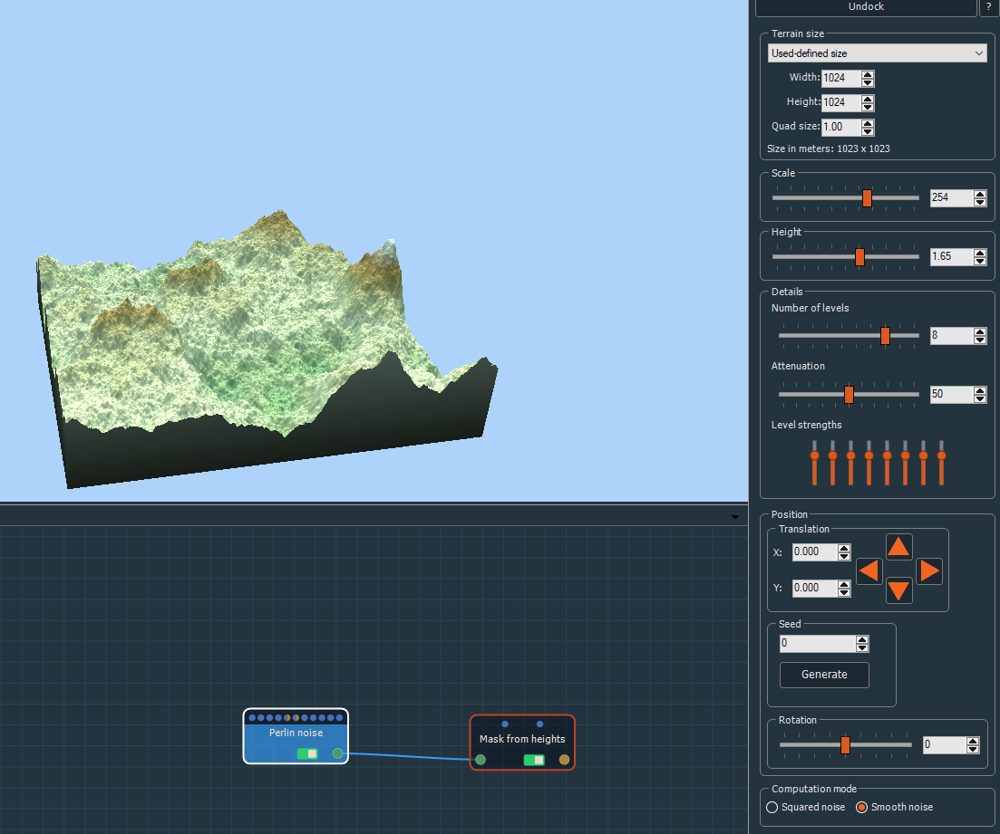 Undock
?
Terrain size
Used-defined size
Width: 1024
Height: 1024
Quad size: 1.00
Size in meters: 1023 x 1023
Scale
254
Height
1.65
Details
Number of levels
8
Attenuation
50
Level strengths
Position
Translation
X: 0.000
Y: 0.000
Seed
0
Generate
Rotation
0
Computation mode
Squared noise
Smooth noise
Perlin noise
Mask from heights